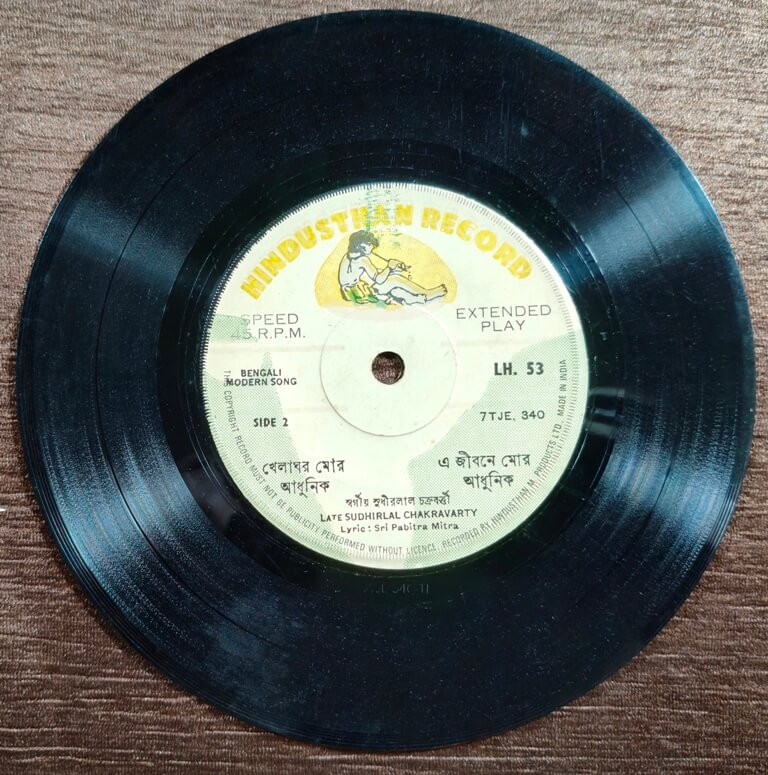 HINDUSTHAN RECORD
SPEED
45 R.P.M.
EXTENDED
PLAY
BENGALI
MODERN SONG
LH. 53
SIDE 2
7TJE. 340
খেলাঘর মোর
আধুনিক
এ জীবনে মোর
আধুনিক
স্বর্গীয় সুধীরলাল চক্রবর্ত্তী
LATE SUDHIRLAL CHAKRAVARTY
Lyric: Sri Pabitra Mitra
THE COPYRIGHT RECORD MUST NOT BE PUBLICITY PERFORMED WITHOUT LICENCE. RECORDED BY HINDUSTHAN M. PRODUCTS LTD. MADE IN INDIA